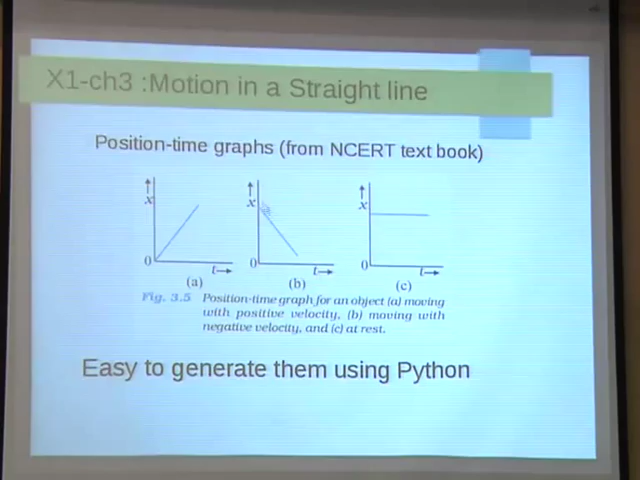 X1-ch3 :Motion in a Straight line
Position-time graphs (from NCERT text book)
x x x
0 t 0 t 0 t
(a) (b) (c)
Fig. 3.5 Position-time graph for an object (a) moving
with positive velocity, (b) moving with
negative velocity, and (c) at rest.
Easy to generate them using Python